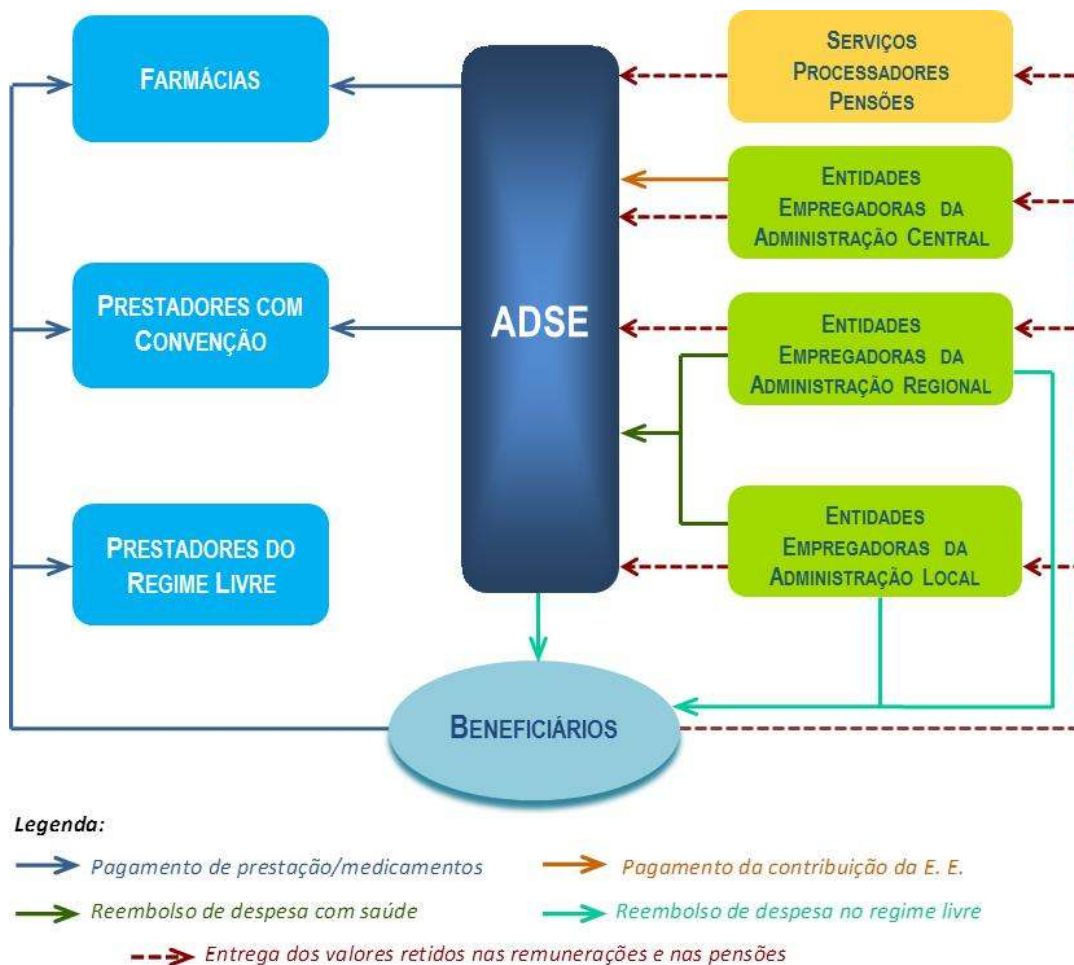 FARMÁCIAS
SERVIÇOS
PROCESSADORES
PENSÕES
ENTIDADES
EMPREGADORAS DA
ADMINISTRAÇÃO CENTRAL
PRESTADORES COM
CONVENÇÃO
ADSE
ENTIDADES
EMPREGADORAS DA
ADMINISTRAÇÃO REGIONAL
PRESTADORES DO
REGIME LIVRE
ENTIDADES
EMPREGADORAS DA
ADMINISTRAÇÃO LOCAL
BENEFICIÁRIOS
Legenda:
Pagamento de prestação/medicamentos
Pagamento da contribuição da E. E.
Reembolso de despesa com saúde
Reembolso de despesa no regime livre
Entrega dos valores retidos nas remunerações e nas pensões